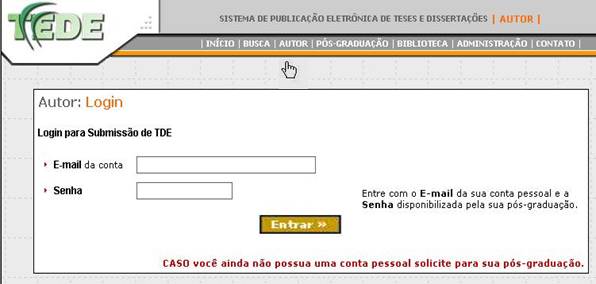 TEDE
SISTEMA DE PUBLICAÇÃO ELETRÔNICA DE TESES E DISSERTAÇÕES | AUTOR |
| INÍCIO | BUSCA | AUTOR | PÓS-GRADUAÇÃO | BIBLIOTECA | ADMINISTRAÇÃO | CONTATO |
Autor: Login
Login para Submissão de TDE
E-mail da conta
Senha
Entre com o E-mail da sua conta pessoal e a
Senha disponibilizada pela sua pós-graduação.
Entrar »
CASO você ainda não possua uma conta pessoal solicite para sua pós-graduação.